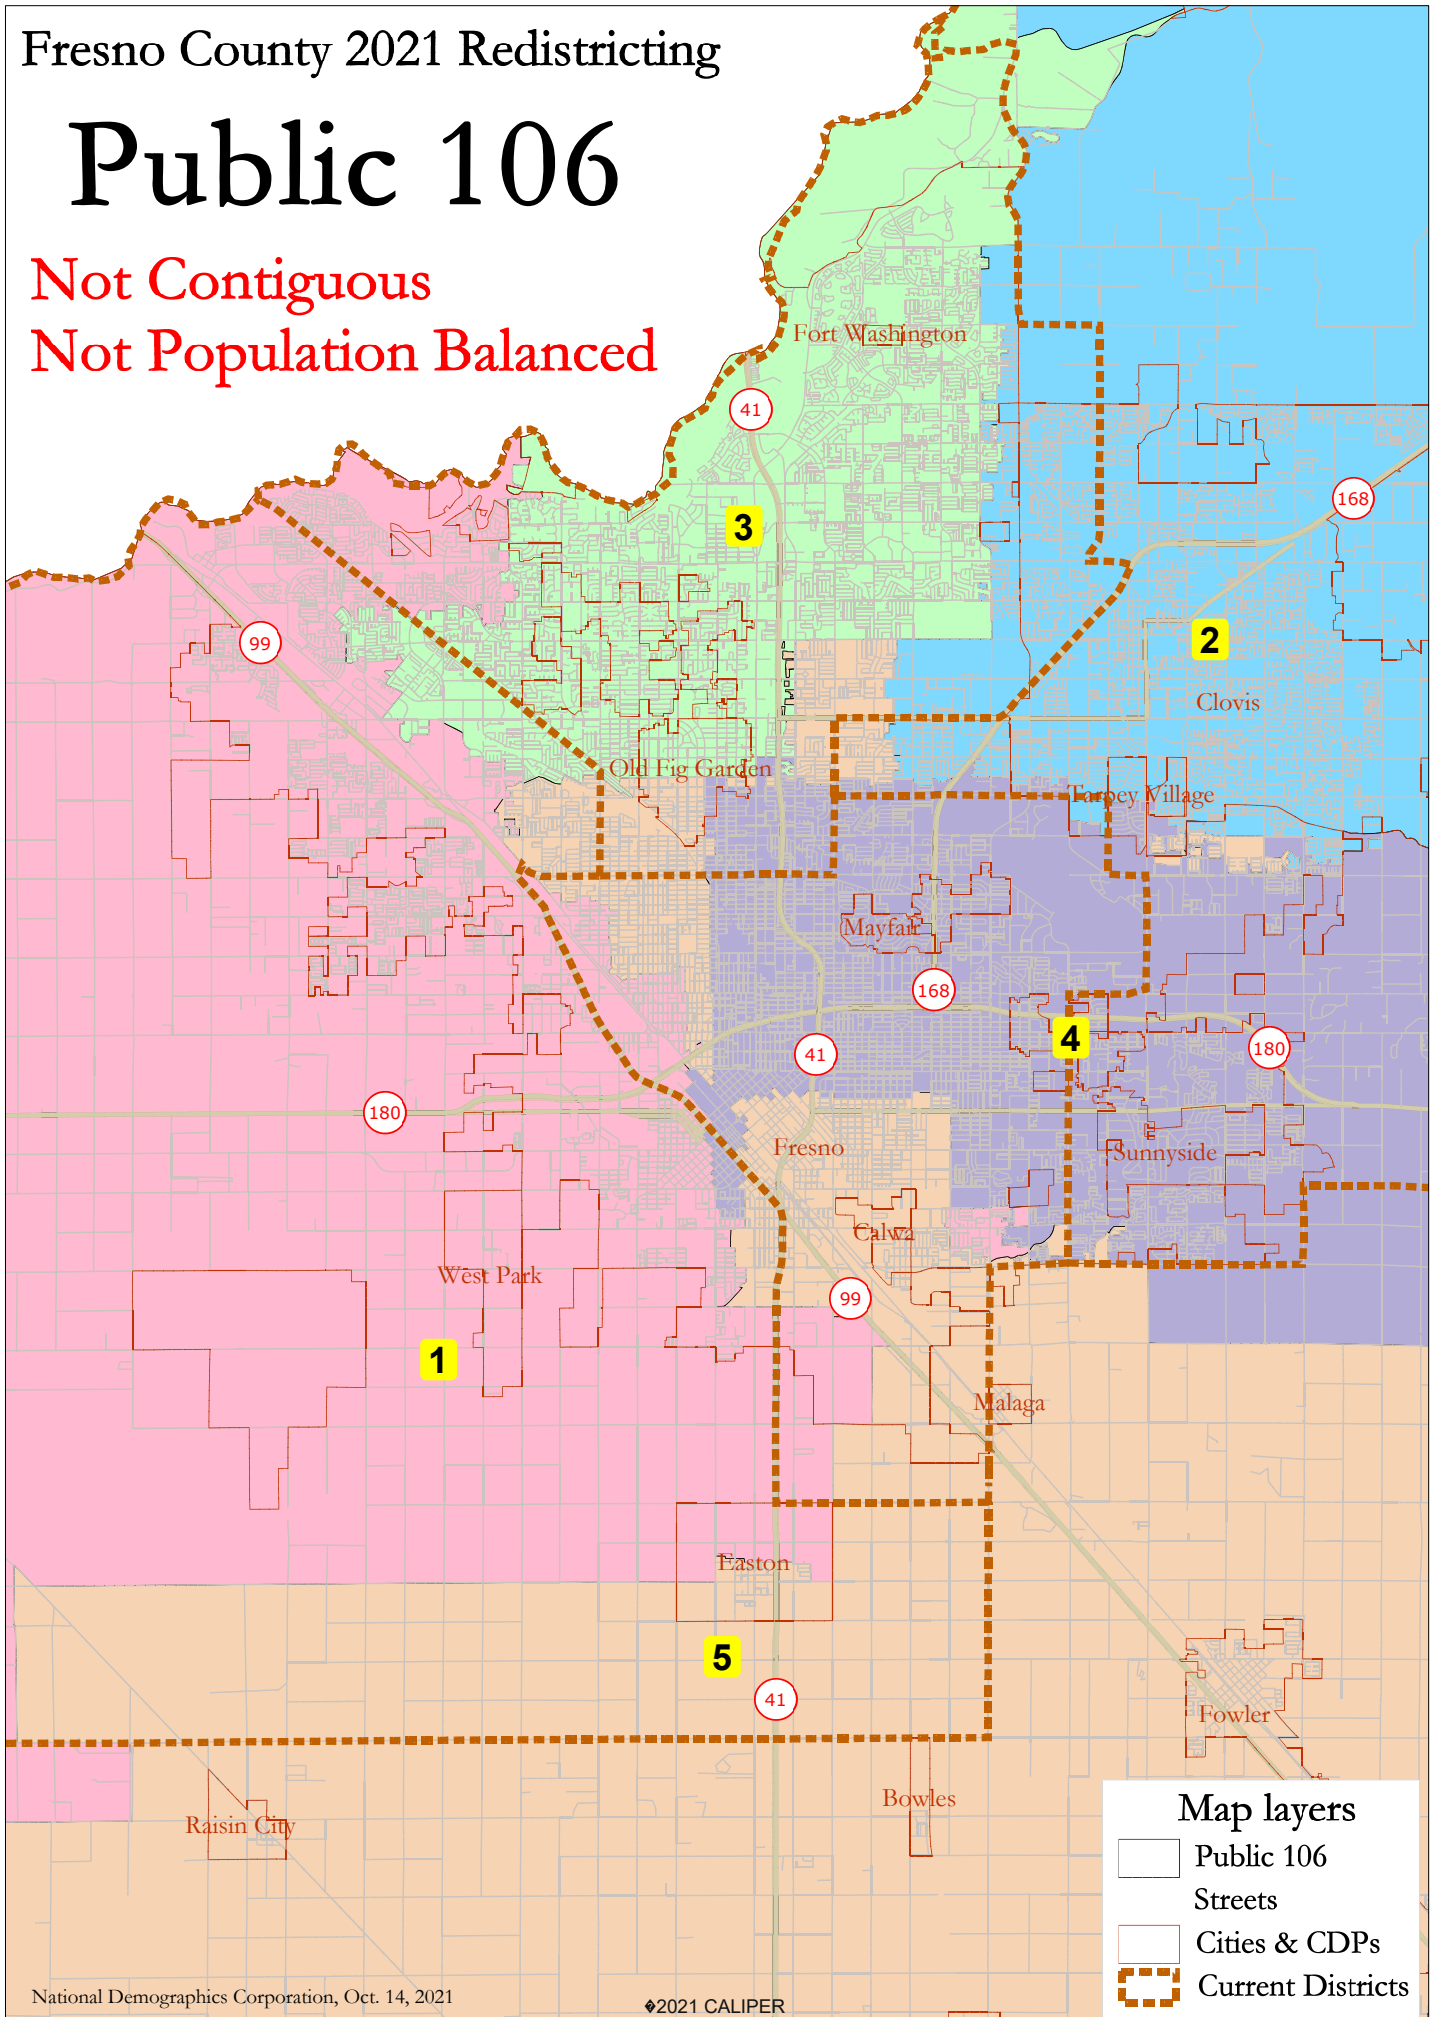 Fresno County 2021 Redistricting
Public 106
Not Contiguous
Not Population Balanced
Fort Washington
41
168
3
99
2
Clovis
Old Fig Garden
Tarpey Village
Mayfair
168
4
41
180
180
Fresno
Sunnyside
Calwa
West Park
99
1
Malaga
Easton
5
41
Fowler
Bowles
Raisin City
Map layers
Public 106
Streets
Cities & CDPs
Current Districts
National Demographics Corporation, Oct. 14, 2021
�2021 CALIPER